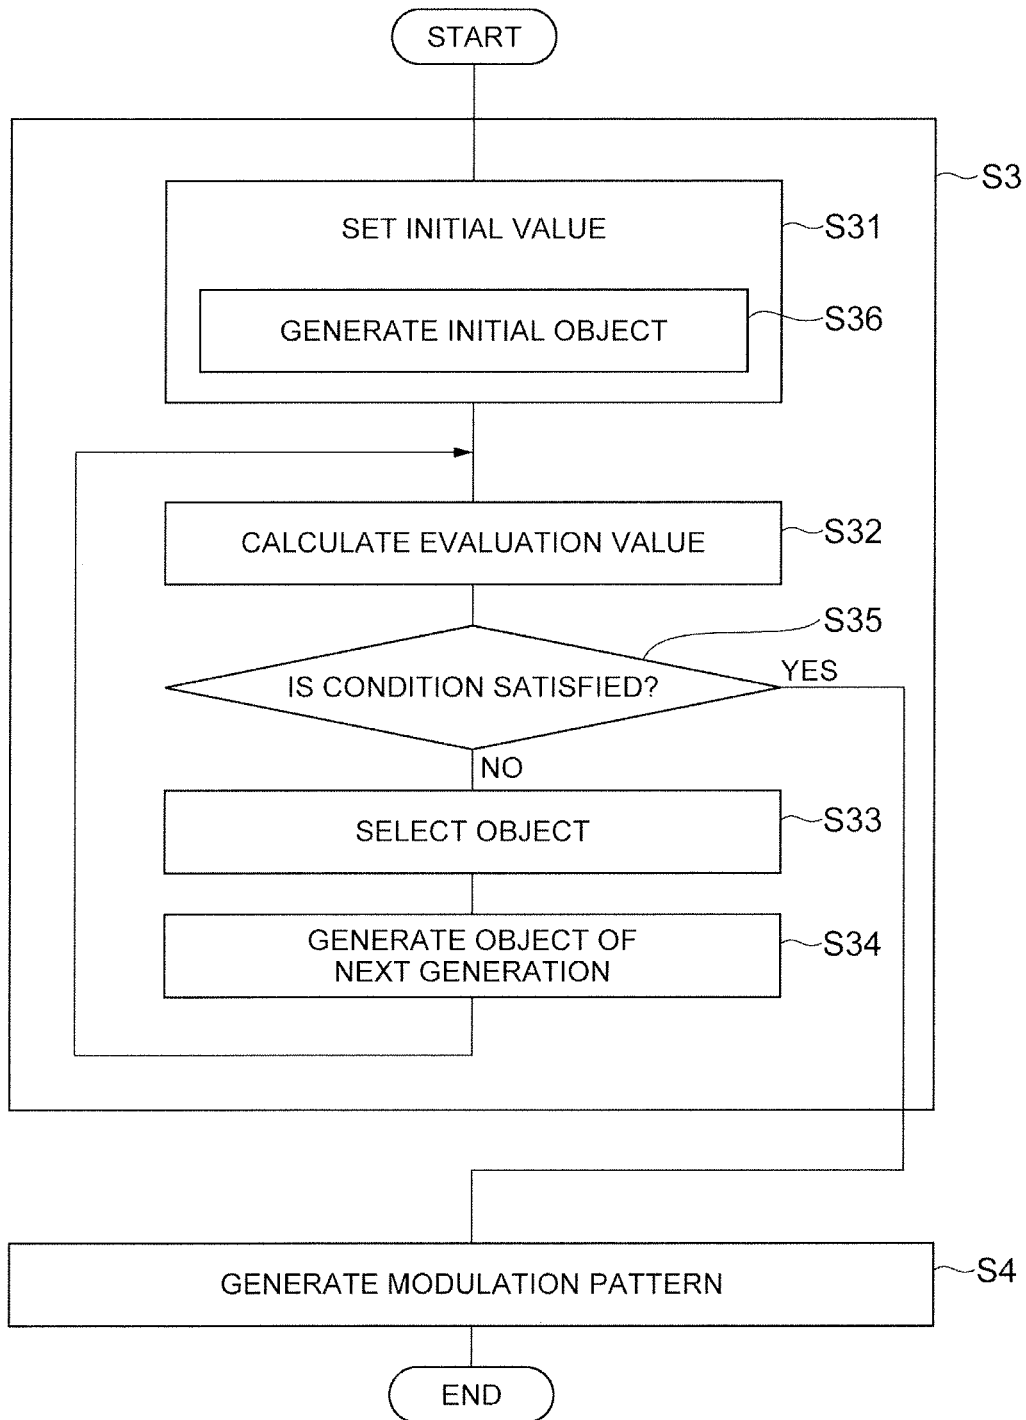 START
S3
SET INITIAL VALUE
S31
GENERATE INITIAL OBJECT
S36
CALCULATE EVALUATION VALUE
S32
S35
IS CONDITION SATISFIED?
YES
NO
SELECT OBJECT
S33
GENERATE OBJECT OF
NEXT GENERATION
S34
GENERATE MODULATION PATTERN
S4
END